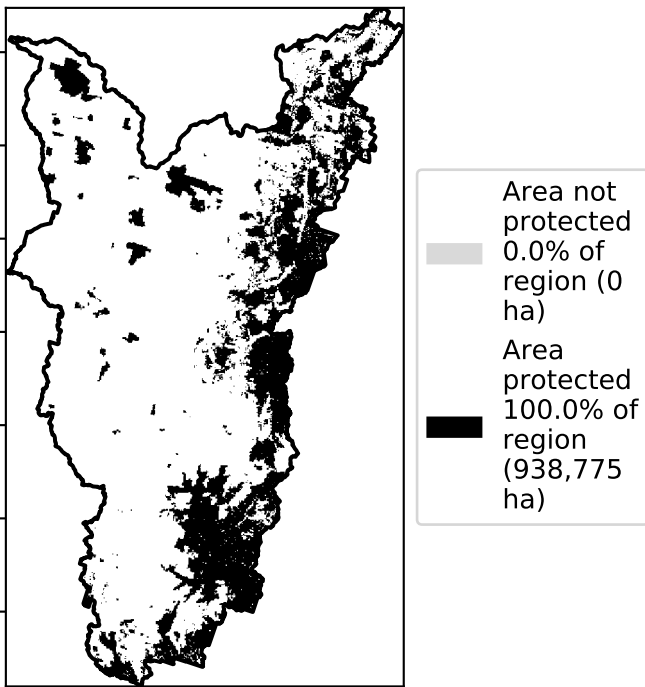 Area not
protected
0.0% of
region (0
ha)
Area
protected
100.0% of
region
(938,775
ha)